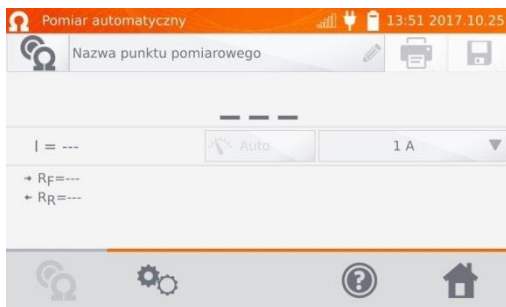 Pomiar automatyczny 13:51 2017.10.25
Nazwa punktu pomiarowego
---
I = --- Auto 1 A
→ RF=---
← RR=---
?